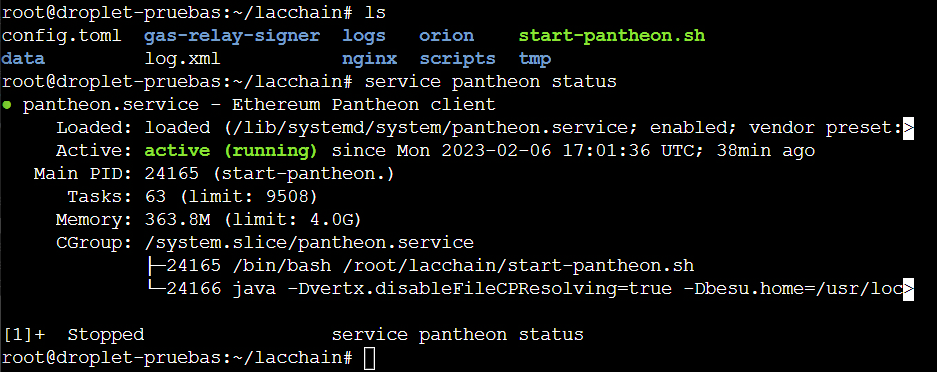 root@droplet-pruebas:~/lacchain# ls
config.toml  gas-relay-signer  logs   orion    start-pantheon.sh
data         log.xml           nginx  scripts  tmp
root@droplet-pruebas:~/lacchain# service pantheon status
● pantheon.service - Ethereum Pantheon client
     Loaded: loaded (/lib/systemd/system/pantheon.service; enabled; vendor preset:>
     Active: active (running) since Mon 2023-02-06 17:01:36 UTC; 38min ago
   Main PID: 24165 (start-pantheon.)
      Tasks: 63 (limit: 9508)
     Memory: 363.8M (limit: 4.0G)
     CGroup: /system.slice/pantheon.service
             ├─24165 /bin/bash /root/lacchain/start-pantheon.sh
             └─24166 java -Dvertx.disableFileCPResolving=true -Dbesu.home=/usr/loc>
[1]+  Stopped                 service pantheon status
root@droplet-pruebas:~/lacchain#